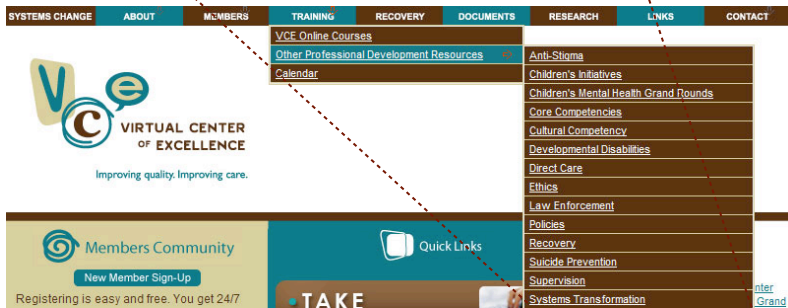 SYSTEMS CHANGE ABOUT MEMBERS TRAINING RECOVERY DOCUMENTS RESEARCH LINKS CONTACT
VCE Online Courses
Other Professional Development Resources
Calendar
Anti-Stigma
Children's Initiatives
Children's Mental Health Grand Rounds
Core Competencies
Cultural Competency
Developmental Disabilities
Direct Care
Ethics
Law Enforcement
Policies
Recovery
Suicide Prevention
Supervision
Systems Transformation
vce
VIRTUAL CENTER
OF EXCELLENCE
Improving quality. Improving care.
Members Community
New Member Sign-Up
Registering is easy and free. You get 24/7
Quick Links
TAKE
Grand